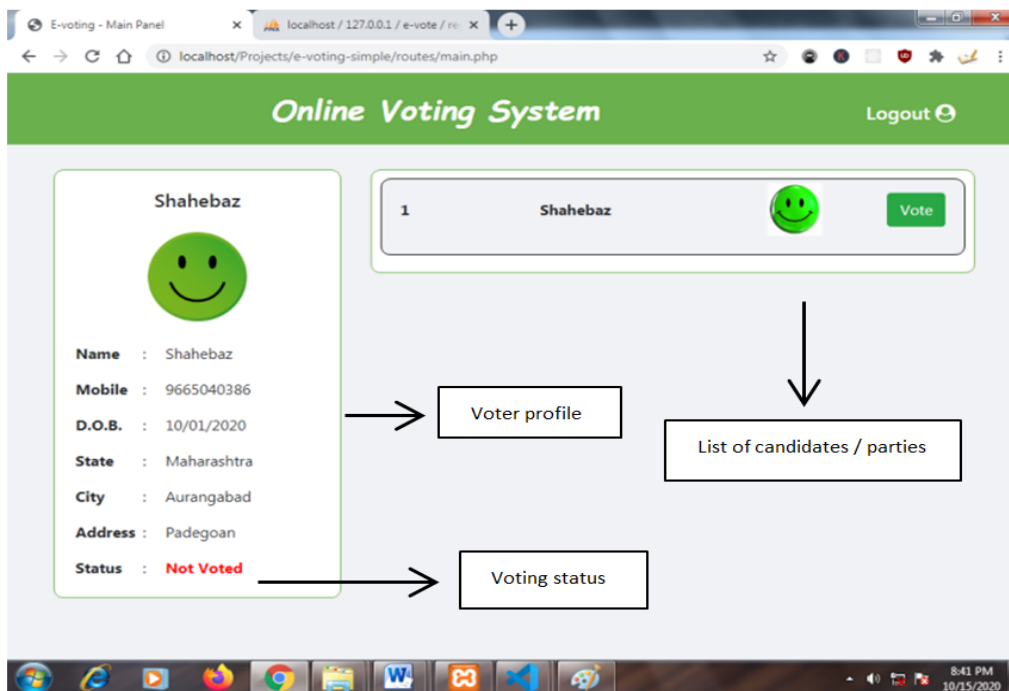 E-voting - Main Panel
localhost / 127.0.0.1 / e-vote / re
localhost/Projects/e-voting-simple/routes/main.php
Online Voting System
Logout
Shahebaz
Name : Shahebaz
Mobile : 9665040386
D.O.B. : 10/01/2020
State : Maharashtra
City : Aurangabad
Address : Padegoan
Status : Not Voted
1 Shahebaz Vote
Voter profile
List of candidates / parties
Voting status
8:41 PM
10/15/2020